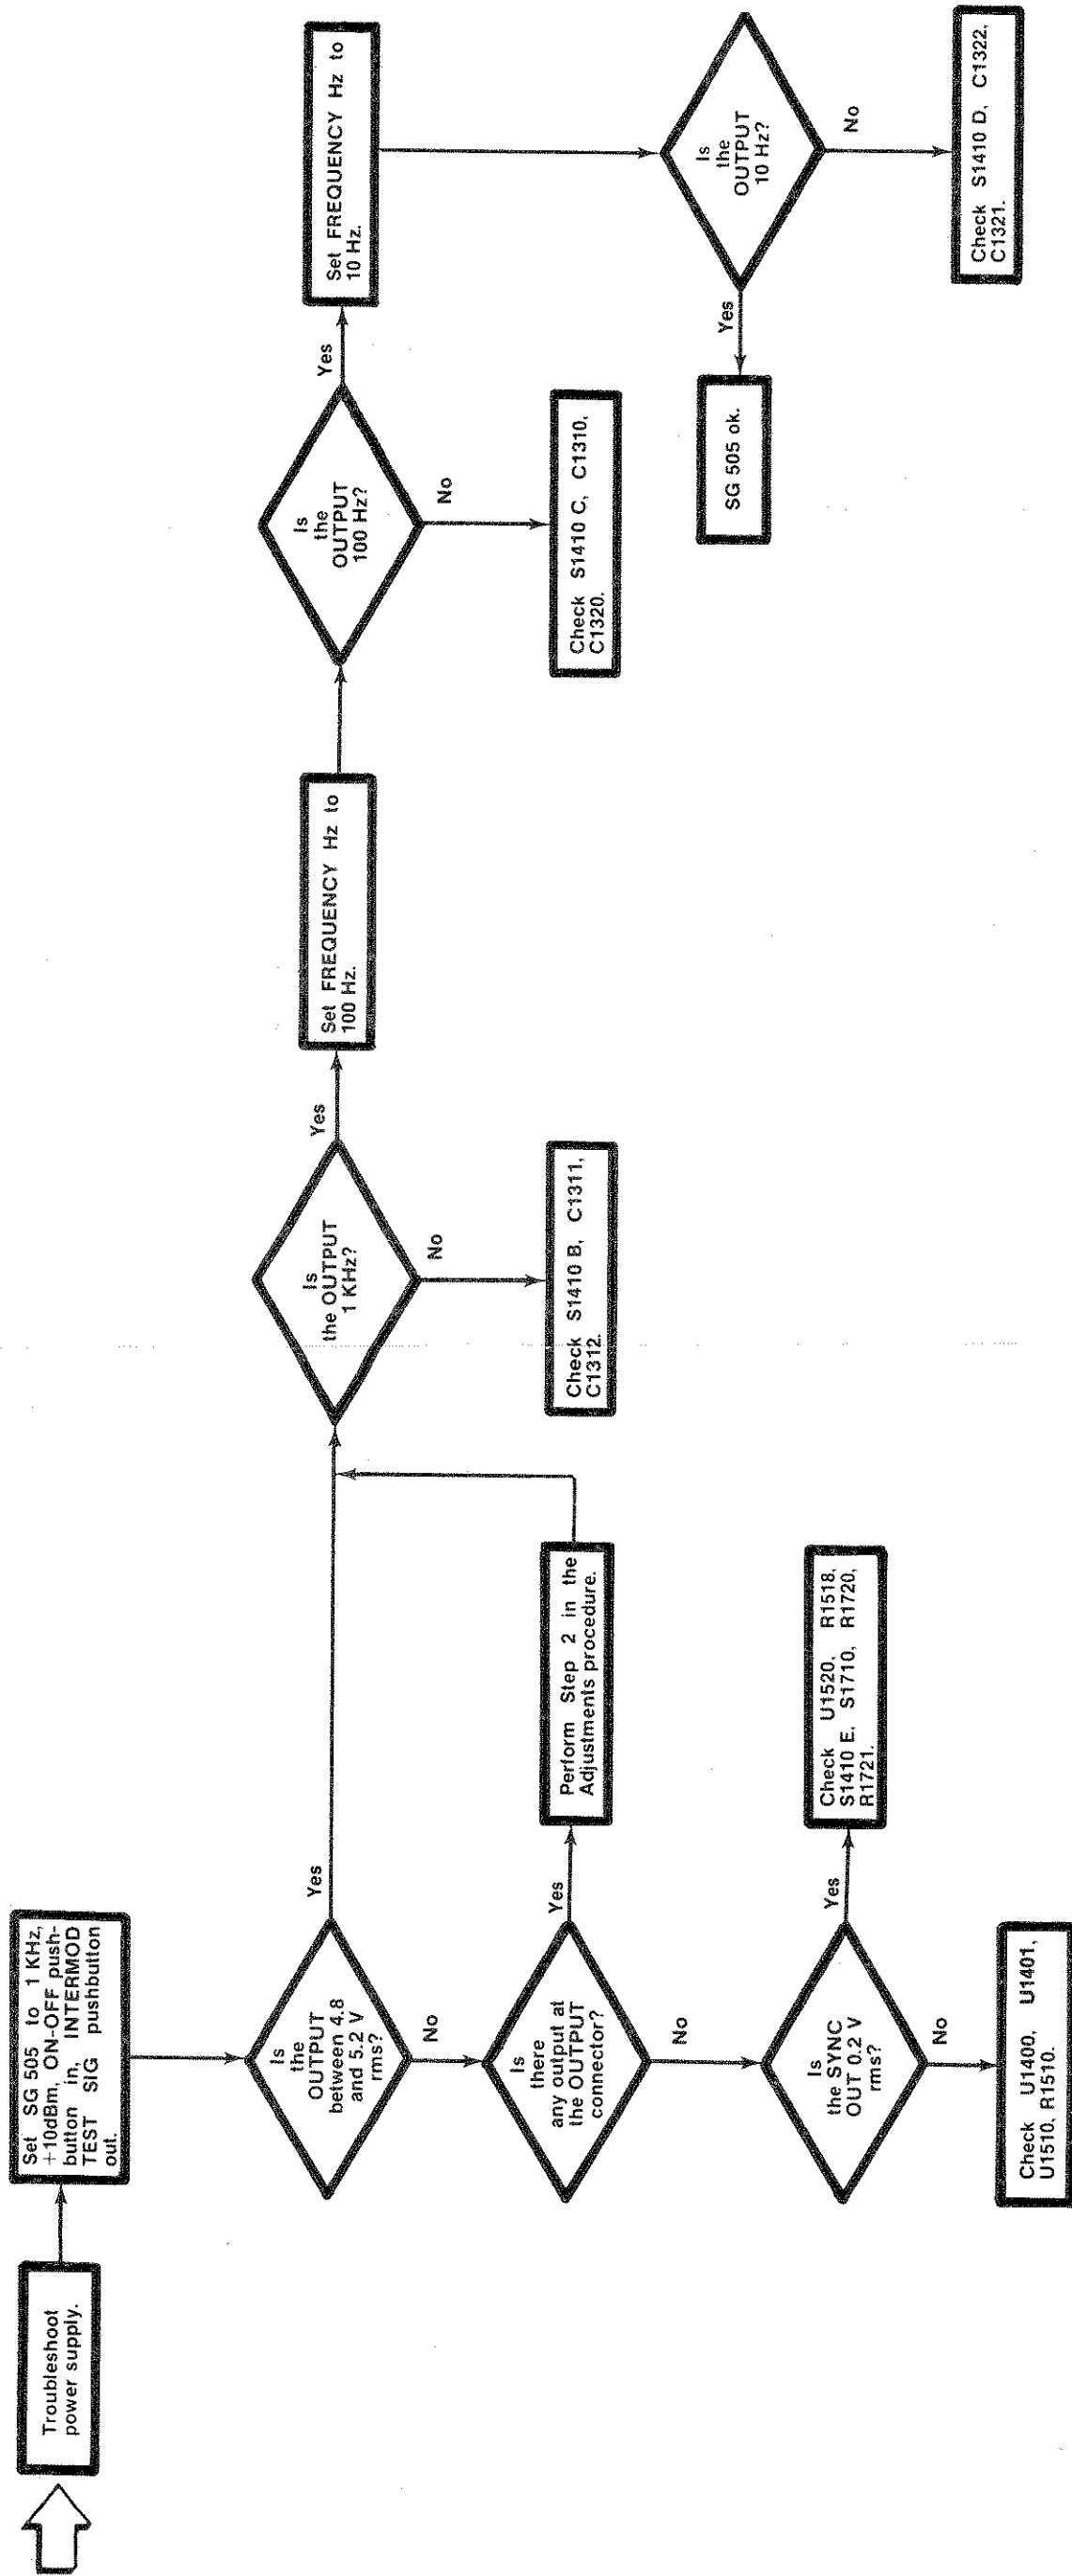 Troubleshoot
power supply.
Set SG 505 to 1 KHz,
+10dBm, ON-OFF push-
button in, INTERMOD
TEST SIG pushbutton
out.
Is
the
OUTPUT
between 4.8
and 5.2 V
rms?
Yes
No
Is
there
any output at
the OUTPUT
connector?
Yes
No
Perform Step 2 in the
Adjustments procedure.
Is
the SYNC
OUT 0.2 V
rms?
Yes
No
Check U1520, R1518,
S1410 E, S1710, R1720,
R1721.
Check U1400, U1401,
U1510, R1510.
Is
the OUTPUT
1 KHz?
Yes
No
Check S1410 B, C1311,
C1312.
Set FREQUENCY Hz to
100 Hz.
Is
the
OUTPUT
100 Hz?
Yes
No
Check S1410 C, C1310,
C1320.
Set FREQUENCY Hz to
10 Hz.
Is
the
OUTPUT
10 Hz?
Yes
No
SG 505 ok.
Check S1410 D, C1322,
C1321.